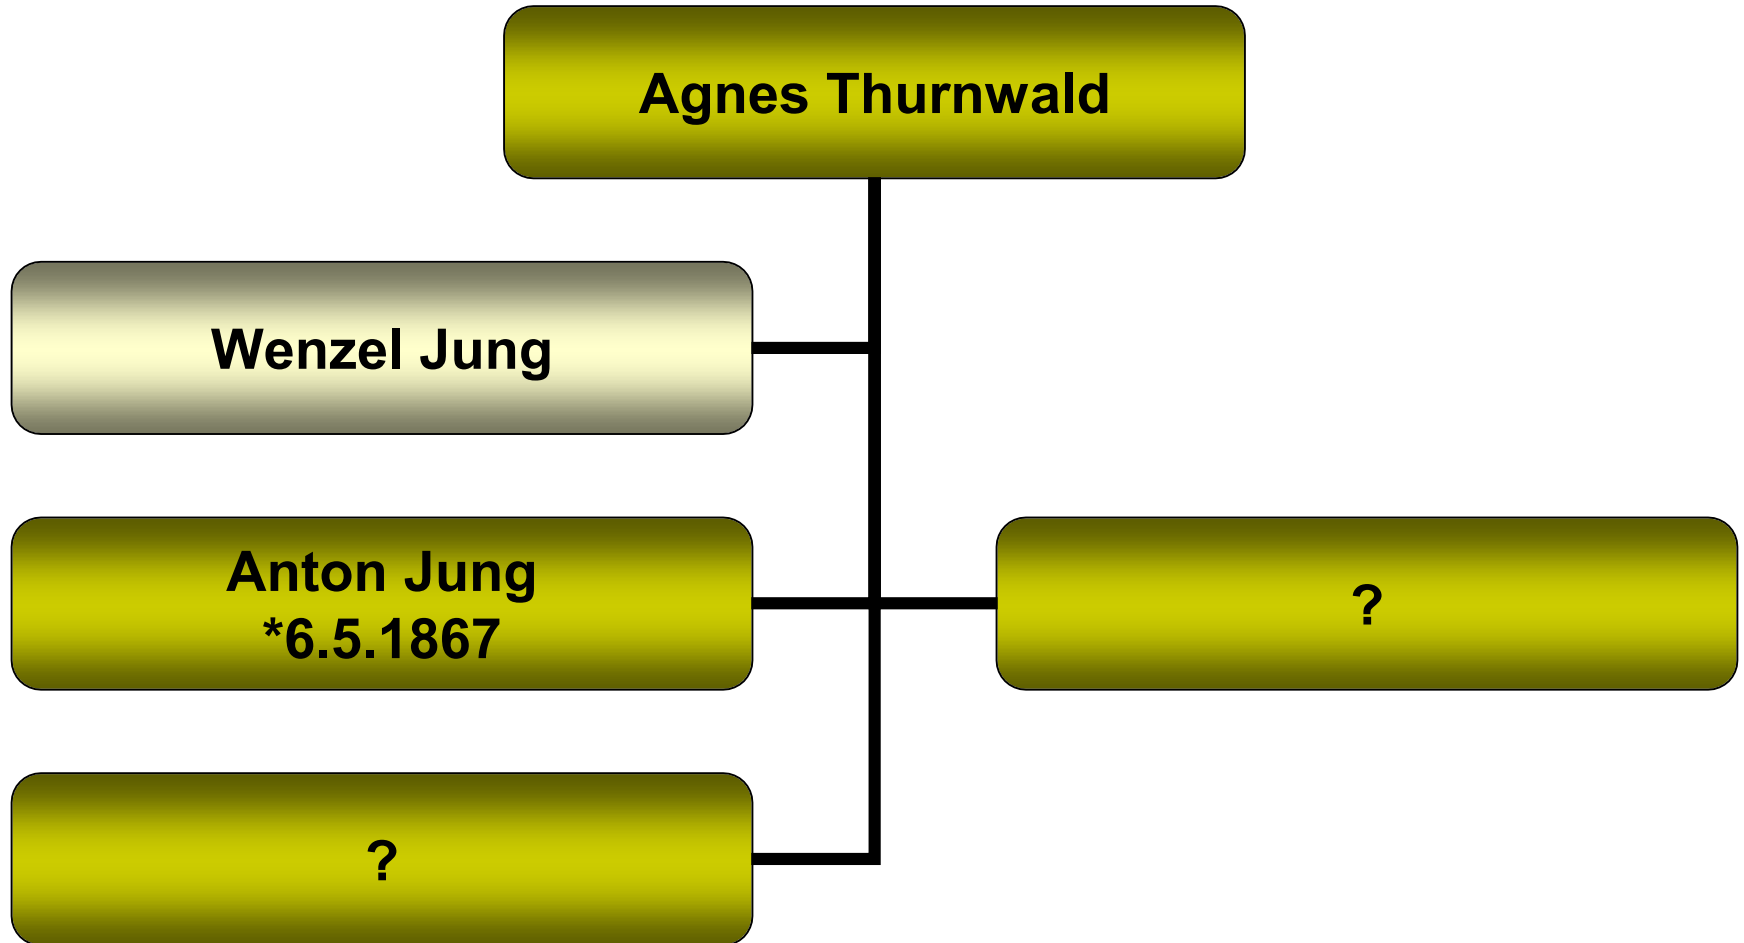 Agnes Thurnwald
Wenzel Jung
Anton Jung
*6.5.1867
?
?